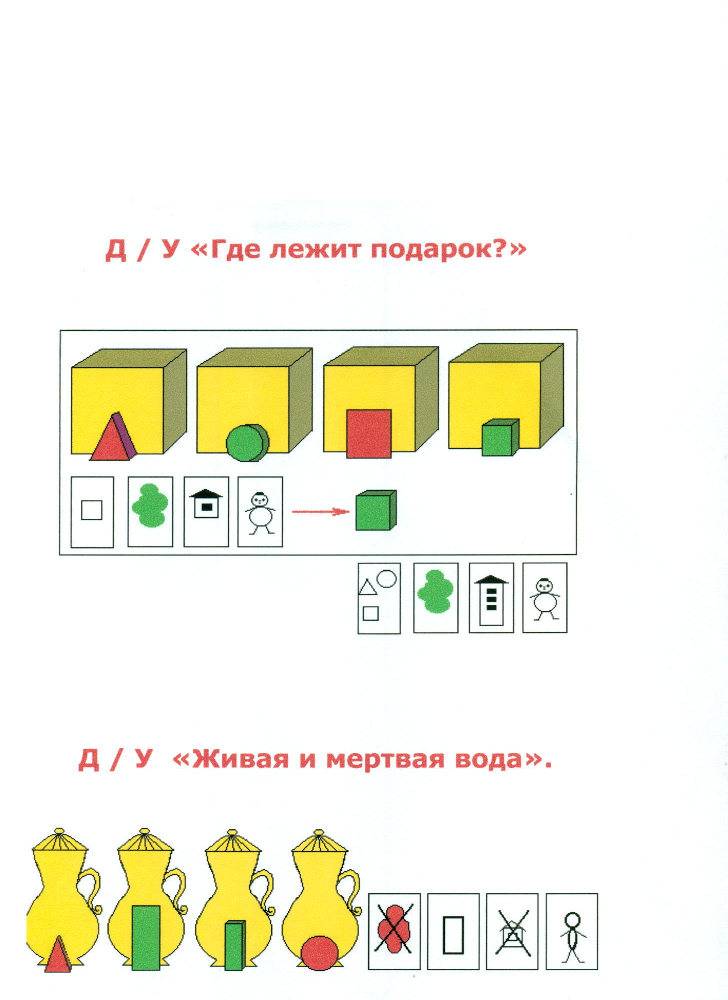 Д / У «Где лежит подарок?»
Д / У «Живая и мертвая вода».